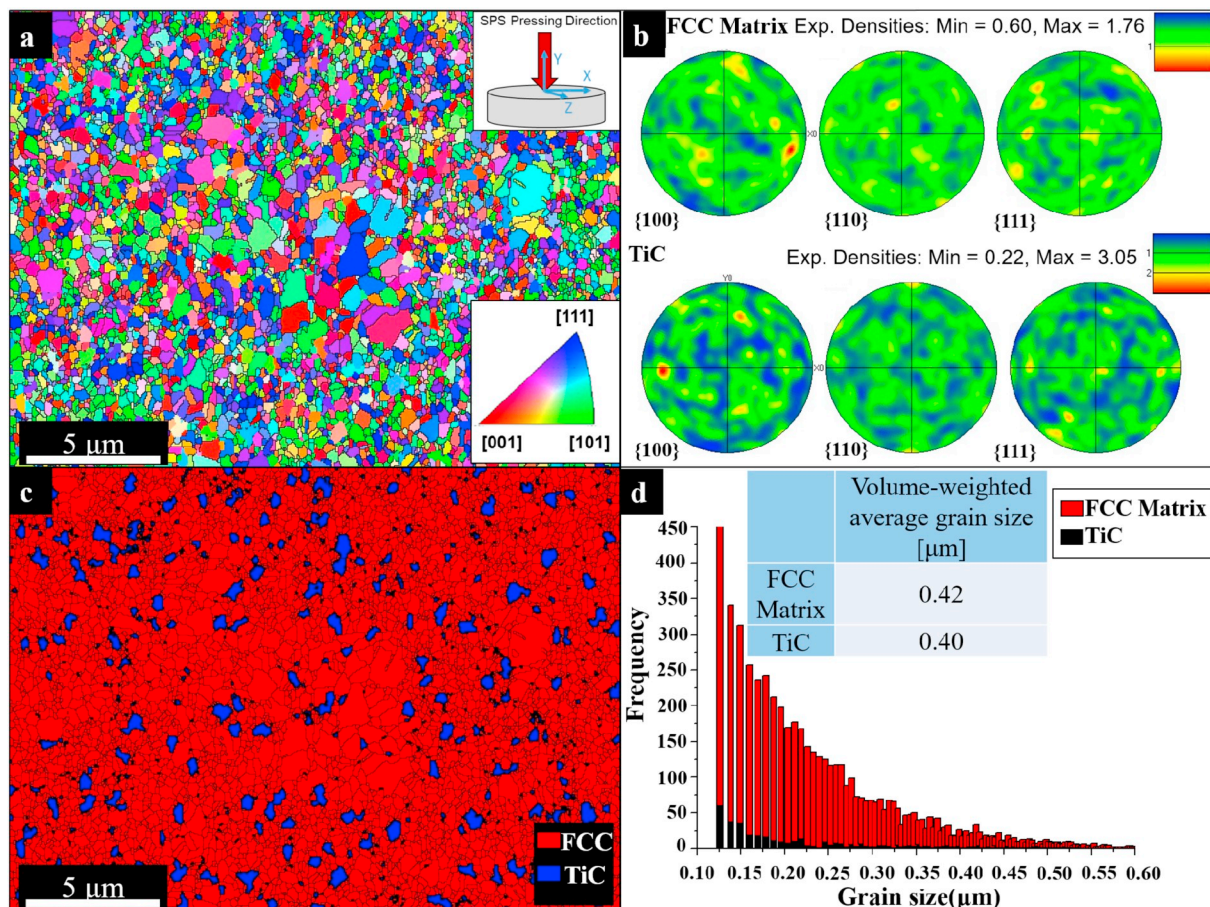 a
SPS Pressing Direction
Y
X
Z
[111]
[001]
[101]
5 µm
b
FCC Matrix Exp. Densities: Min = 0.60, Max = 1.76
1
X0
{100}
{110}
{111}
TiC
Exp. Densities: Min = 0.22, Max = 3.05
1
2
Y0
X0
{100}
{110}
{111}
c
FCC
TiC
5 µm
d
Volume-weighted
average grain size
[µm]
FCC
Matrix
0.42
TiC
0.40
FCC Matrix
TiC
Frequency
450
400
350
300
250
200
150
100
50
0
0.10 0.15 0.20 0.25 0.30 0.35 0.40 0.45 0.50 0.55 0.60
Grain size(µm)